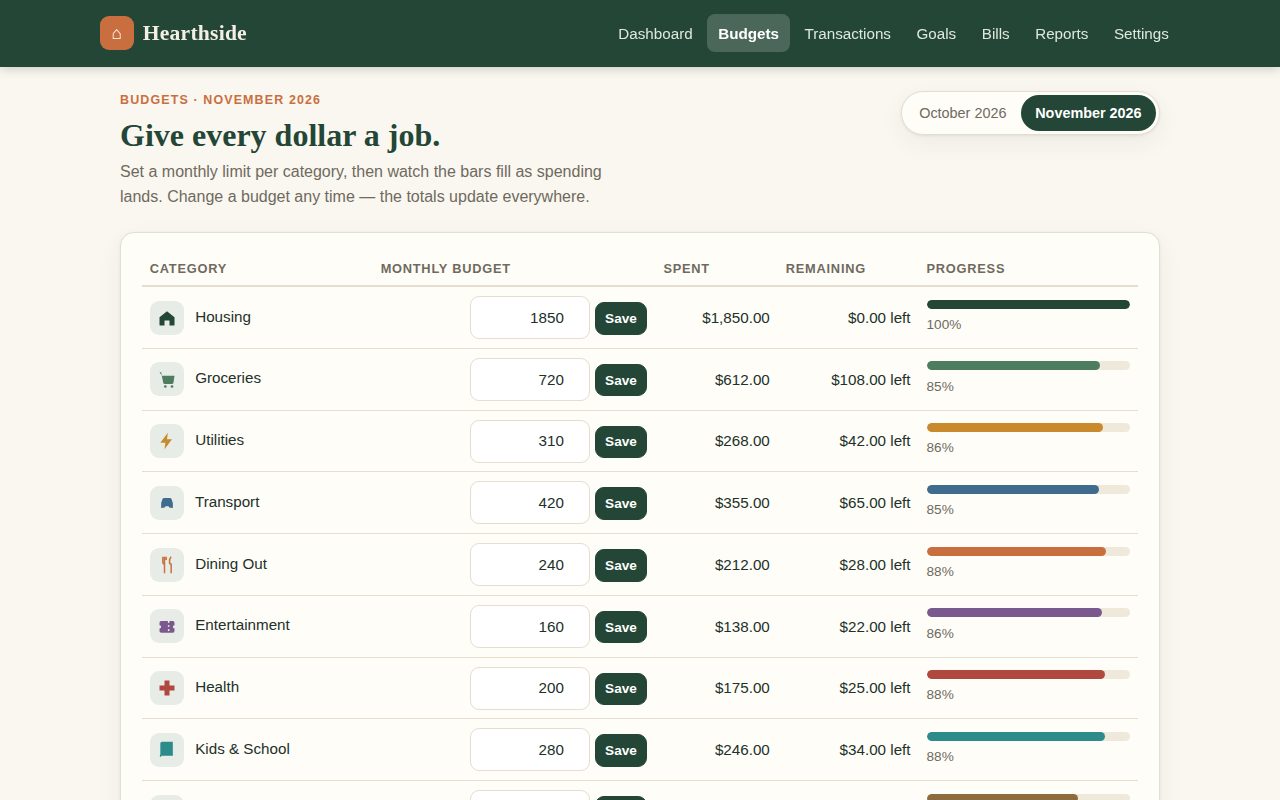 Hearthside
Dashboard Budgets Transactions Goals Bills Reports Settings
BUDGETS · NOVEMBER 2026
Give every dollar a job.
Set a monthly limit per category, then watch the bars fill as spending
lands. Change a budget any time — the totals update everywhere.
October 2026 November 2026
CATEGORY MONTHLY BUDGET SPENT REMAINING PROGRESS
Housing 1850 Save $1,850.00 $0.00 left 100%
Groceries 720 Save $612.00 $108.00 left 85%
Utilities 310 Save $268.00 $42.00 left 86%
Transport 420 Save $355.00 $65.00 left 85%
Dining Out 240 Save $212.00 $28.00 left 88%
Entertainment 160 Save $138.00 $22.00 left 86%
Health 200 Save $175.00 $25.00 left 88%
Kids & School 280 Save $246.00 $34.00 left 88%